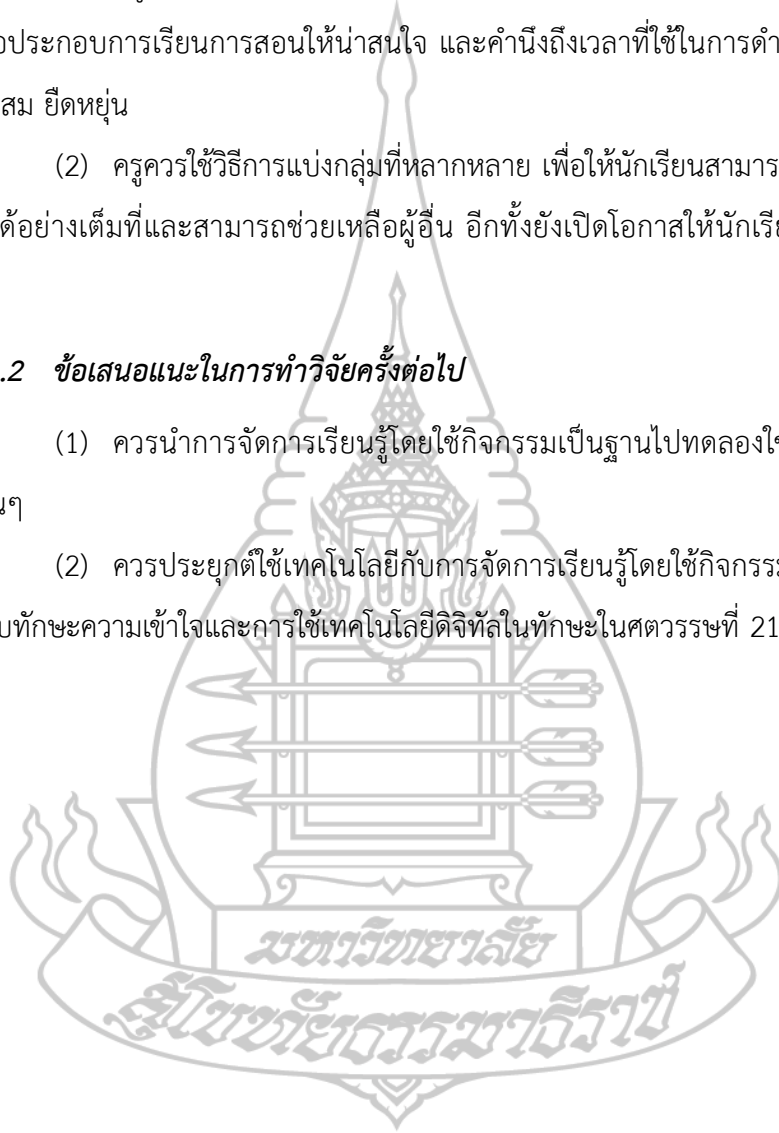 อประกอบการเรียนการสอนให้น่าสนใจ และคำนึงถึงเวลาที่ใช้ในการดำ
สม ยืดหยุ่น
(2) ครูควรใช้วิธีการแบ่งกลุ่มที่หลากหลาย เพื่อให้นักเรียนสามาร
ด้อย่างเต็มที่และสามารถช่วยเหลือผู้อื่น อีกทั้งยังเปิดโอกาสให้นักเรีย
.2 ข้อเสนอแนะในการทำวิจัยครั้งต่อไป
(1) ควรนำการจัดการเรียนรู้โดยใช้กิจกรรมเป็นฐานไปทดลองใช
นๆ
(2) ควรประยุกต์ใช้เทคโนโลยีกับการจัดการเรียนรู้โดยใช้กิจกรรม
บทักษะความเข้าใจและการใช้เทคโนโลยีดิจิทัลในทักษะในศตวรรษที่ 21
มหาวิทยาลัย
สุโขทัยธรรมาธิราช